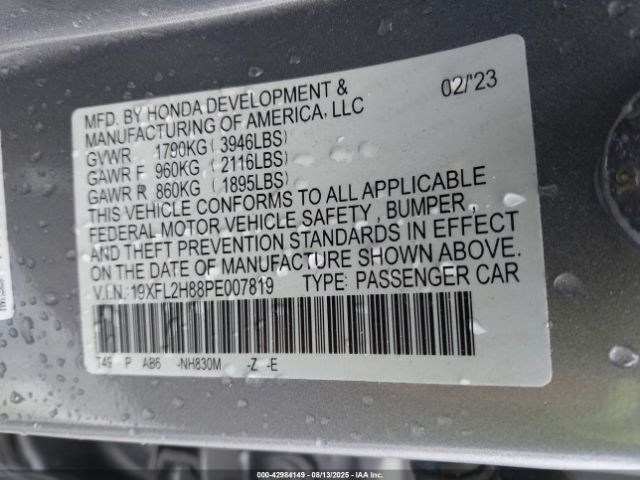 02/'23
MFD. BY HONDA DEVELOPMENT &
MANUFACTURING OF AMERICA, LLC
GVWR 1790KG( 3946LBS)
GAWR F 960KG( 2116LBS)
GAWR R 860KG( 1895LBS)
THIS VEHICLE CONFORMS TO ALL APPLICABLE
FEDERAL MOTOR VEHICLE SAFETY , BUMPER ,
AND THEFT PREVENTION STANDARDS IN EFFECT
ON THE DATE OF MANUFACTURE SHOWN ABOVE.
V.I.N.:19XFL2H88PE007819 TYPE: PASSENGER CAR
T49 P AB6 -NH830M -Z -E
000-42984149 - 08/13/2025 - IAA Inc.